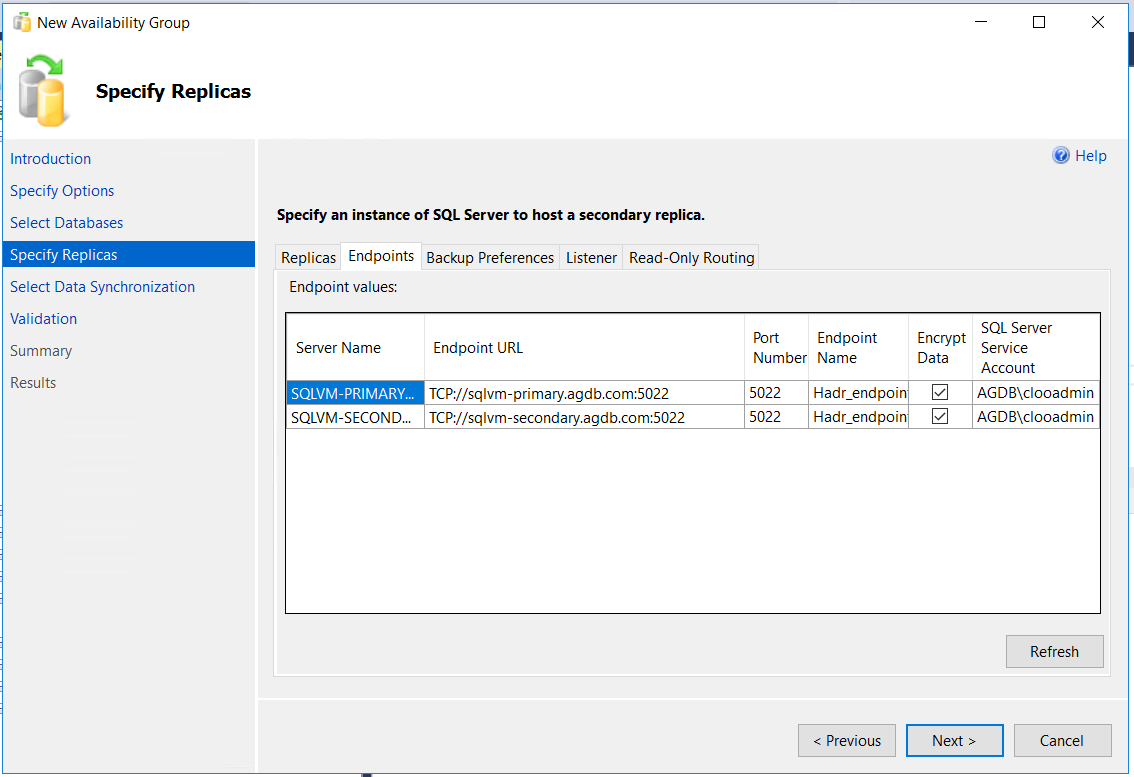 New Availability Group
Specify Replicas
Introduction
Specify Options
Select Databases
Specify Replicas
Select Data Synchronization
Validation
Summary
Results
Help
Specify an instance of SQL Server to host a secondary replica.
Replicas Endpoints Backup Preferences Listener Read-Only Routing
Endpoint values:
Server Name Endpoint URL Port Number Endpoint Name Encrypt Data SQL Server Service Account
SQLVM-PRIMARY... TCP://sqlvm-primary.agdb.com:5022 5022 Hadr_endpoin AGDB\clooadmin
SQLVM-SECOND... TCP://sqlvm-secondary.agdb.com:5022 5022 Hadr_endpoin AGDB\clooadmin
Refresh
< Previous Next > Cancel